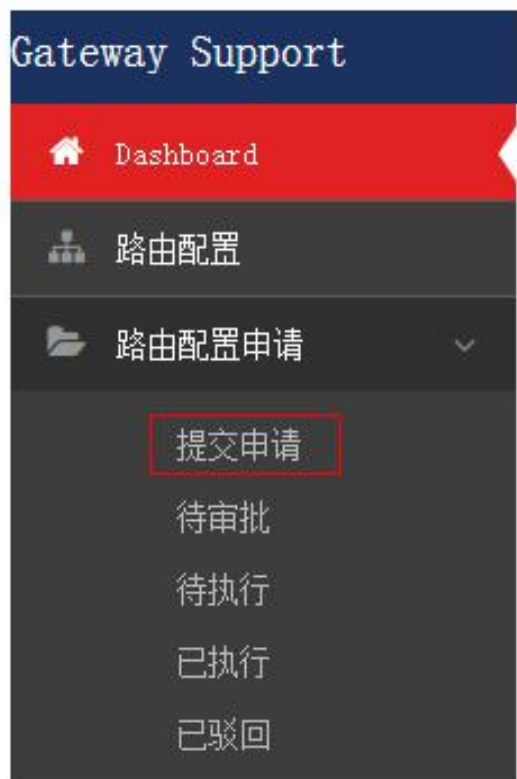 Gateway Support
Dashboard
路由配置
路由配置申请
提交申请
待审批
待执行
已执行
已驳回